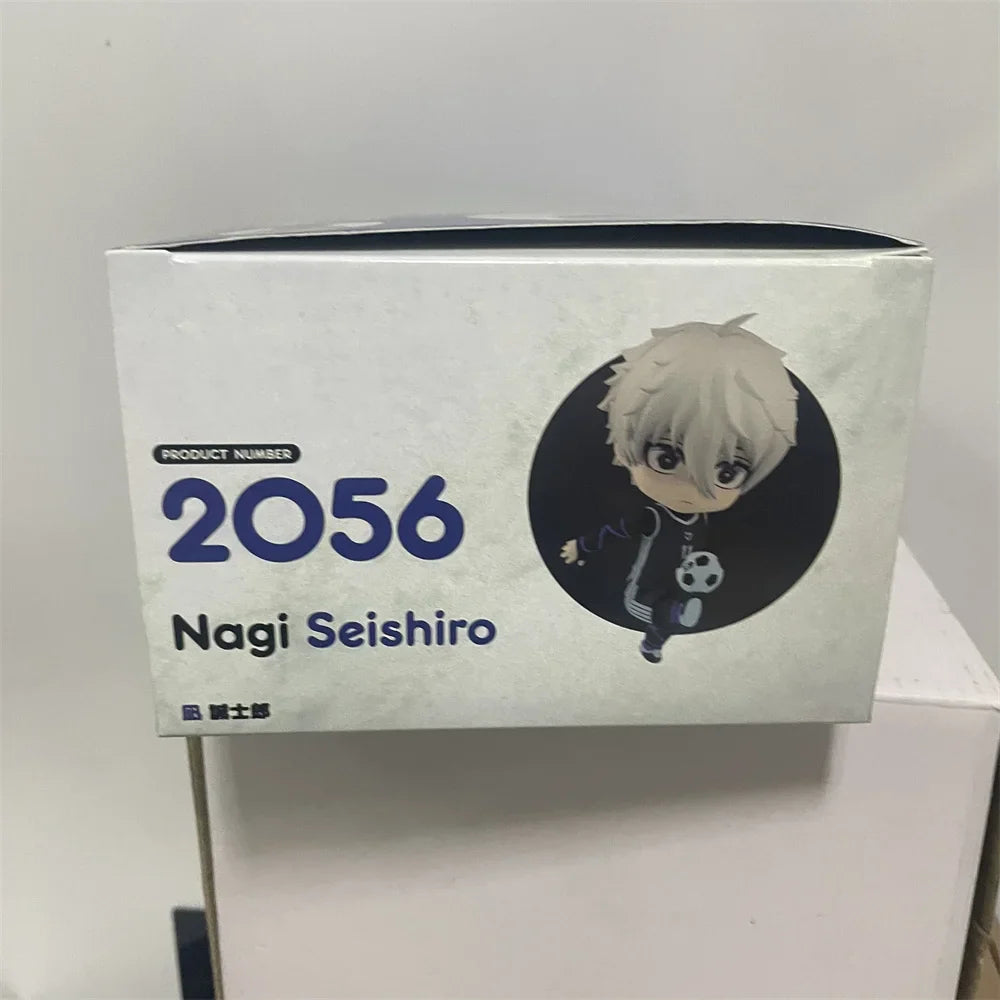 PRODUCT NUMBER
2056
Nagi Seishiro
凪 誠士郎